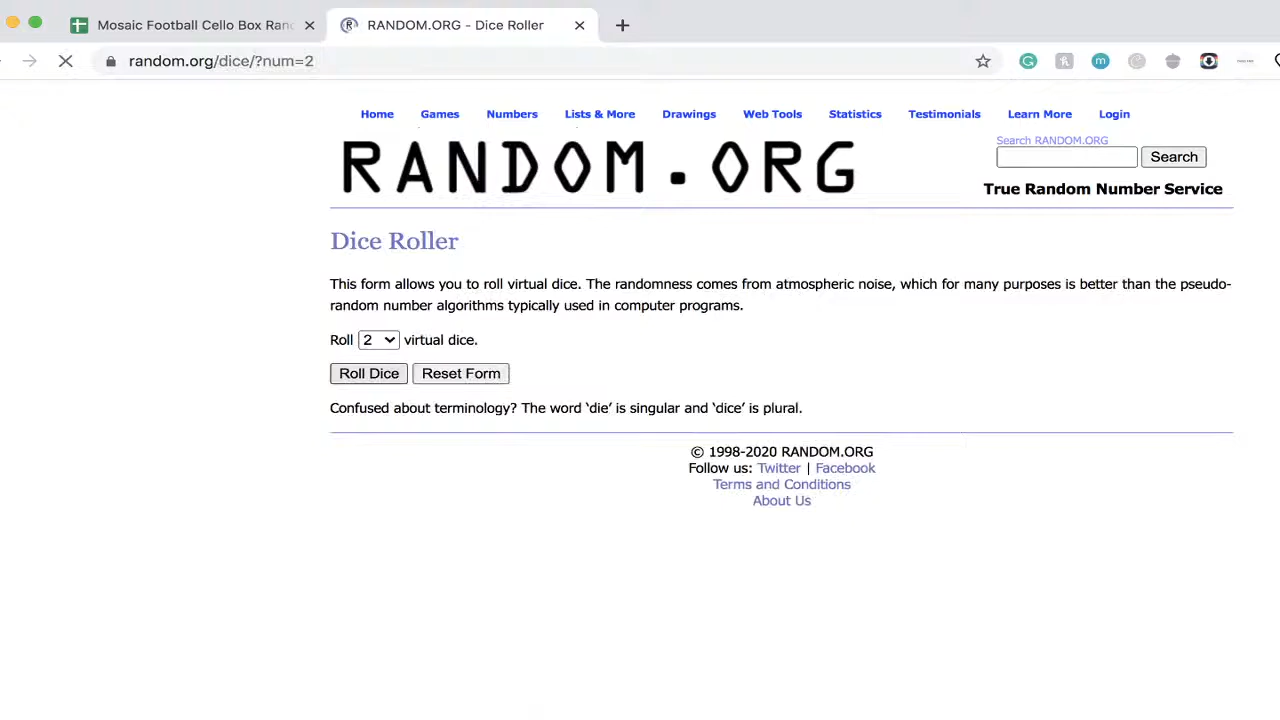 Mosaic Football Cello Box Ran
RANDOM.ORG - Dice Roller
random.org/dice/?num=2
Home Games Numbers Lists & More Drawings Web Tools Statistics Testimonials Learn More Login
RANDOM.ORG
Search RANDOM.ORG
Search
True Random Number Service
Dice Roller
This form allows you to roll virtual dice. The randomness comes from atmospheric noise, which for many purposes is better than the pseudo-
random number algorithms typically used in computer programs.
Roll 2 virtual dice.
Roll Dice Reset Form
Confused about terminology? The word ‘die’ is singular and ‘dice’ is plural.
© 1998-2020 RANDOM.ORG
Follow us: Twitter | Facebook
Terms and Conditions
About Us